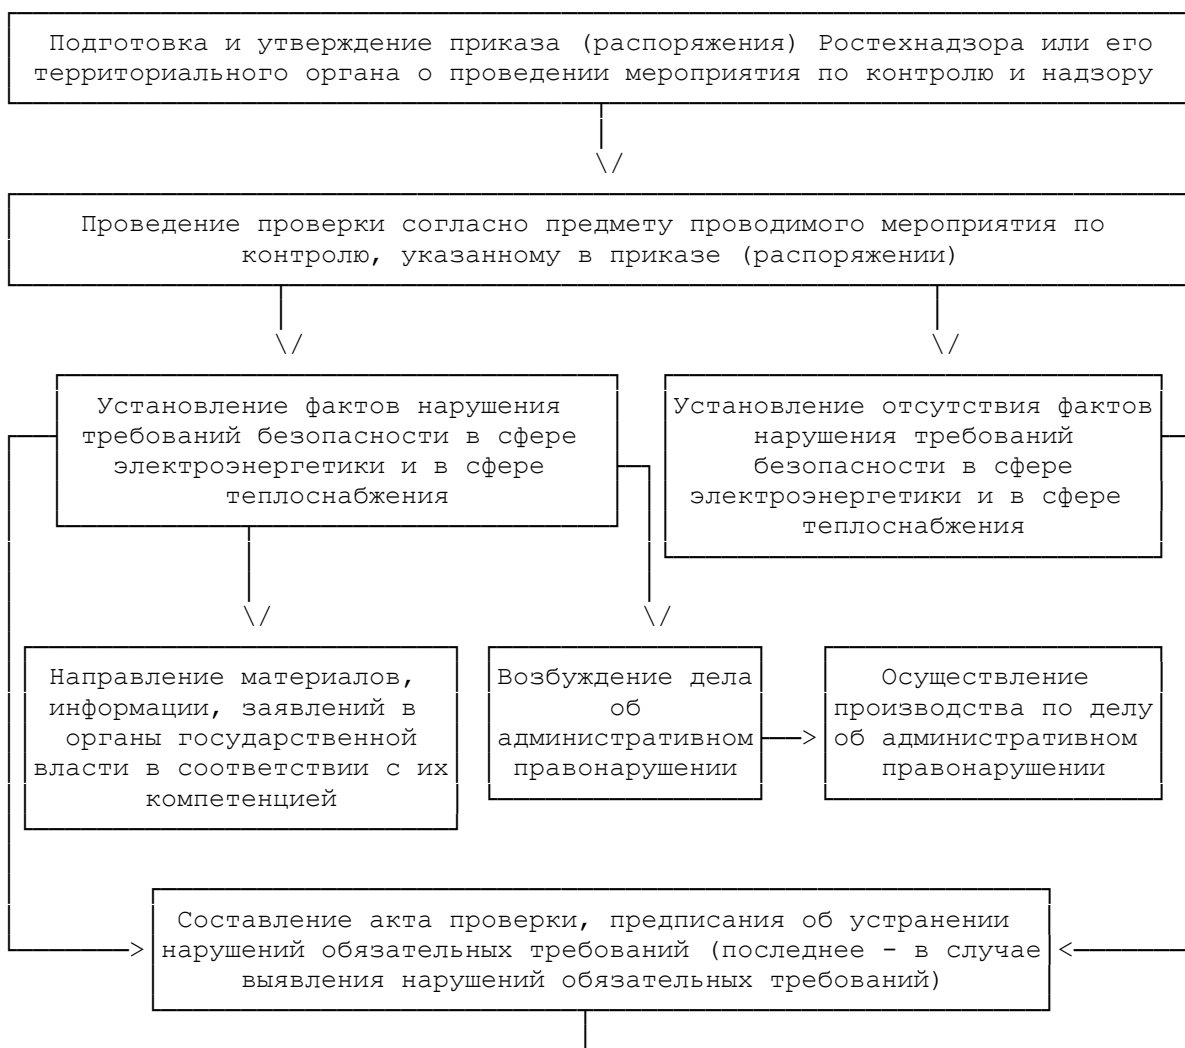 Подготовка и утверждение приказа (распоряжения) Ростехнадзора или его
территориального органа о проведении мероприятия по контролю и надзору
Проведение проверки согласно предмету проводимого мероприятия по
контролю, указанному в приказе (распоряжении)
Установление фактов нарушения
требований безопасности в сфере
электроэнергетики и в сфере
теплоснабжения
Установление отсутствия фактов
нарушения требований
безопасности в сфере
электроэнергетики и в сфере
теплоснабжения
Направление материалов,
информации, заявлений в
органы государственной
власти в соответствии с их
компетенцией
Возбуждение дела
об
административном
правонарушении
Осуществление
производства по делу
об административном
правонарушении
Составление акта проверки, предписания об устранении
нарушений обязательных требований (последнее - в случае
выявления нарушений обязательных требований)